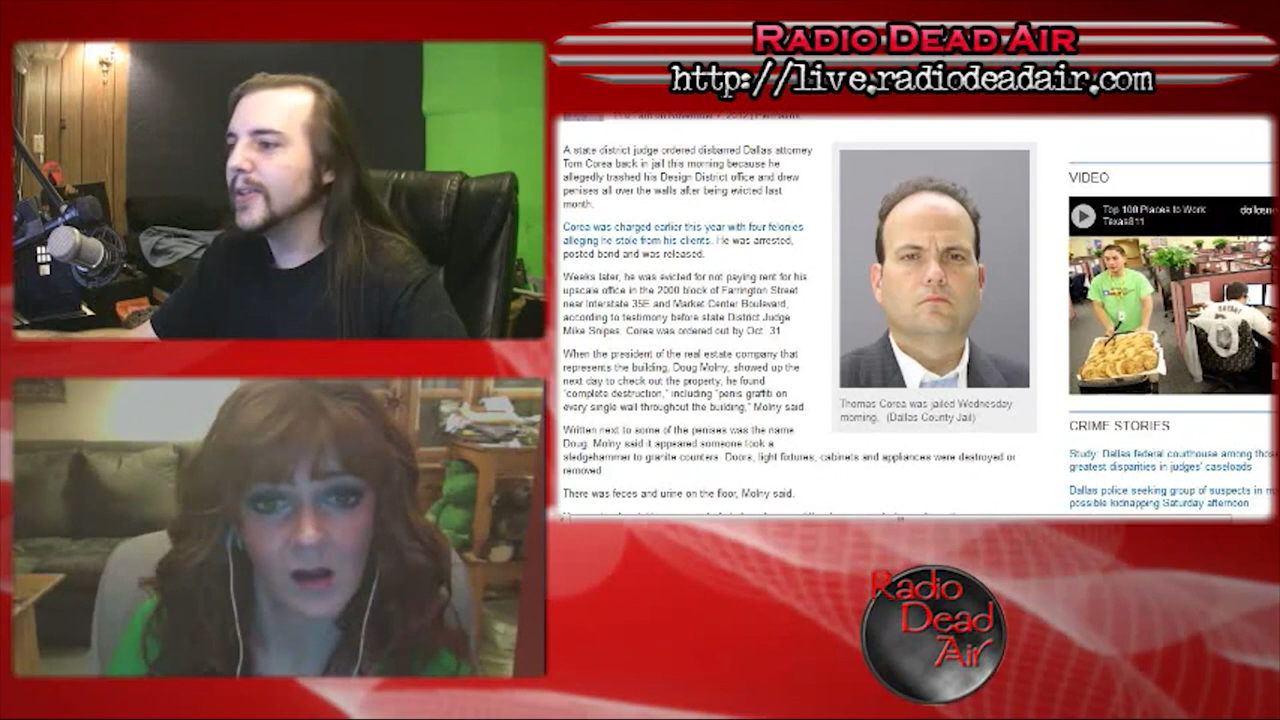 RADIO DEAD AIR
http://live.radiodeadair.com
A state district judge ordered disbarred Dallas attorney
Tom Corea back in jail this morning because he
allegedly trashed his Design District office and drew
penises all over the walls after being evicted last
month.
Corea was charged earlier this year with four felonies
alleging he stole from his clients. He was arrested,
posted bond and was released.
Weeks later, he was evicted for not paying rent for his
upscale office in the 2000 block of Farrington Street
near Interstate 35E and Market Center Boulevard,
according to testimony before state District Judge
Mike Snipes. Corea was ordered out by Oct. 31
When the president of the real estate company that
represents the building, Doug Molny, showed up the
next day to check out the property, he found
"complete destruction," including "penis graffiti on
every single wall throughout the building," Molny said.
Written next to some of the penises was the name
Doug. Molny said it appeared someone took a
sledgehammer to granite counters. Doors, light fixtures, cabinets and appliances were destroyed or
removed.
There was feces and urine on the floor, Molny said.
Thomas Corea was jailed Wednesday
morning. (Dallas County Jail)
VIDEO
Top 100 Places to Work:
Texas811
CRIME STORIES
Study: Dallas federal courthouse among
greatest disparities in judges' caseloads
Dallas police seeking group of suspects in
possible kidnapping Saturday afternoon
Radio
Dead
Air